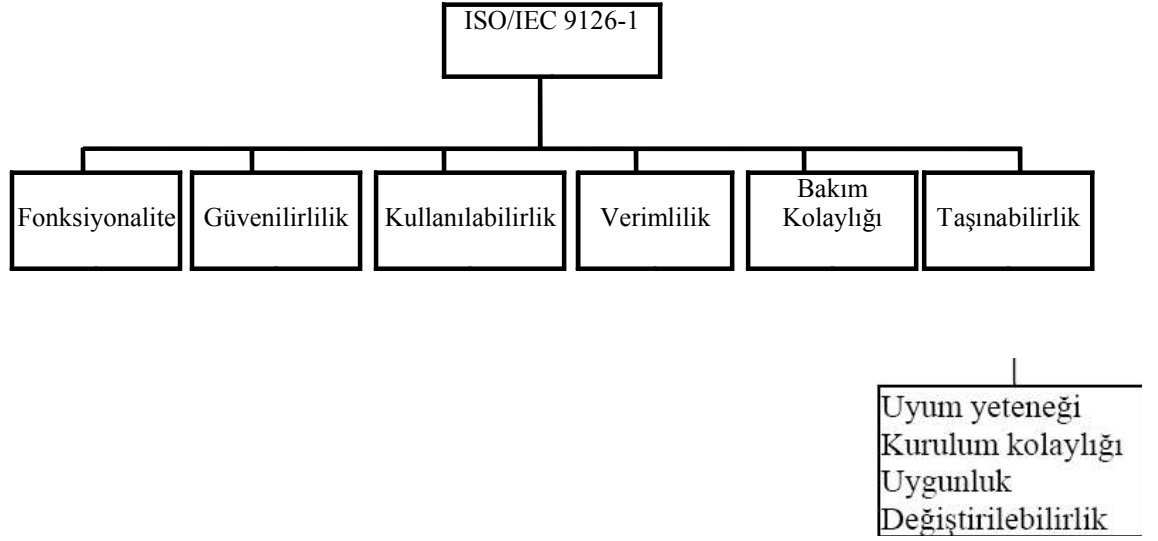 ISO/IEC 9126-1
Fonksiyonalite
Güvenilirlilik
Kullanılabilirlik
Verimlilik
Bakım
Kolaylığı
Taşınabilirlik
Uyum yeteneği
Kurulum kolaylığı
Uygunluk
Değiştirilebilirlik